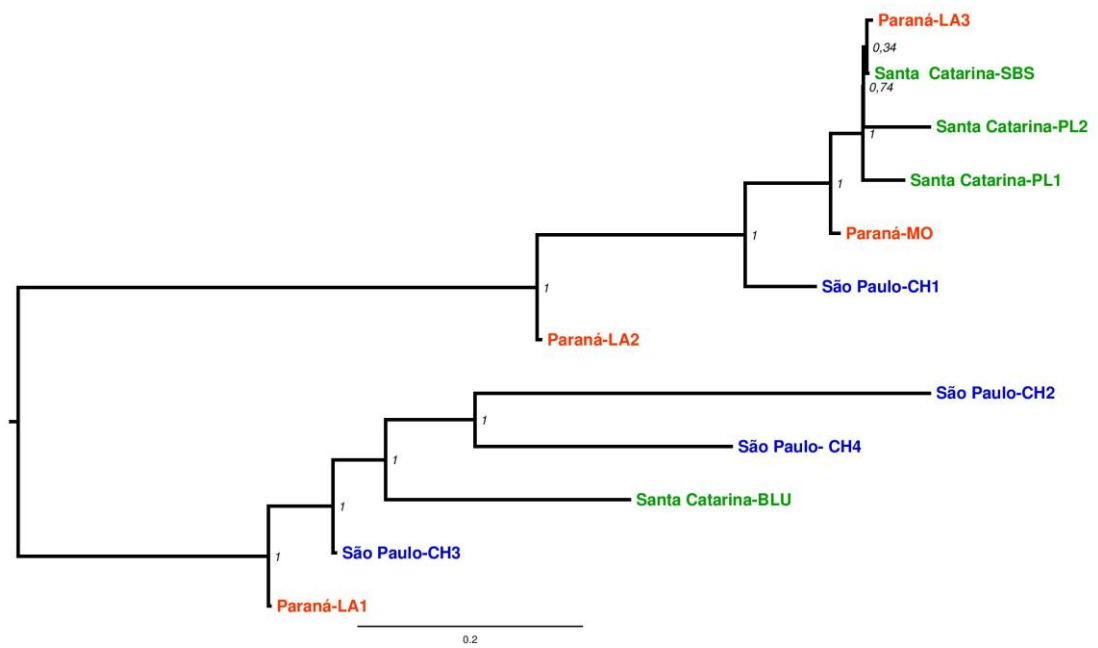 Paraná-LA3
0,34
Santa Catarina-SBS
0,74
Santa Catarina-PL2
1
Santa Catarina-PL1
1
Paraná-MO
1
São Paulo-CH1
1
Paraná-LA2
São Paulo-CH2
1
São Paulo- CH4
1
Santa Catarina-BLU
1
São Paulo-CH3
1
Paraná-LA1
0.2